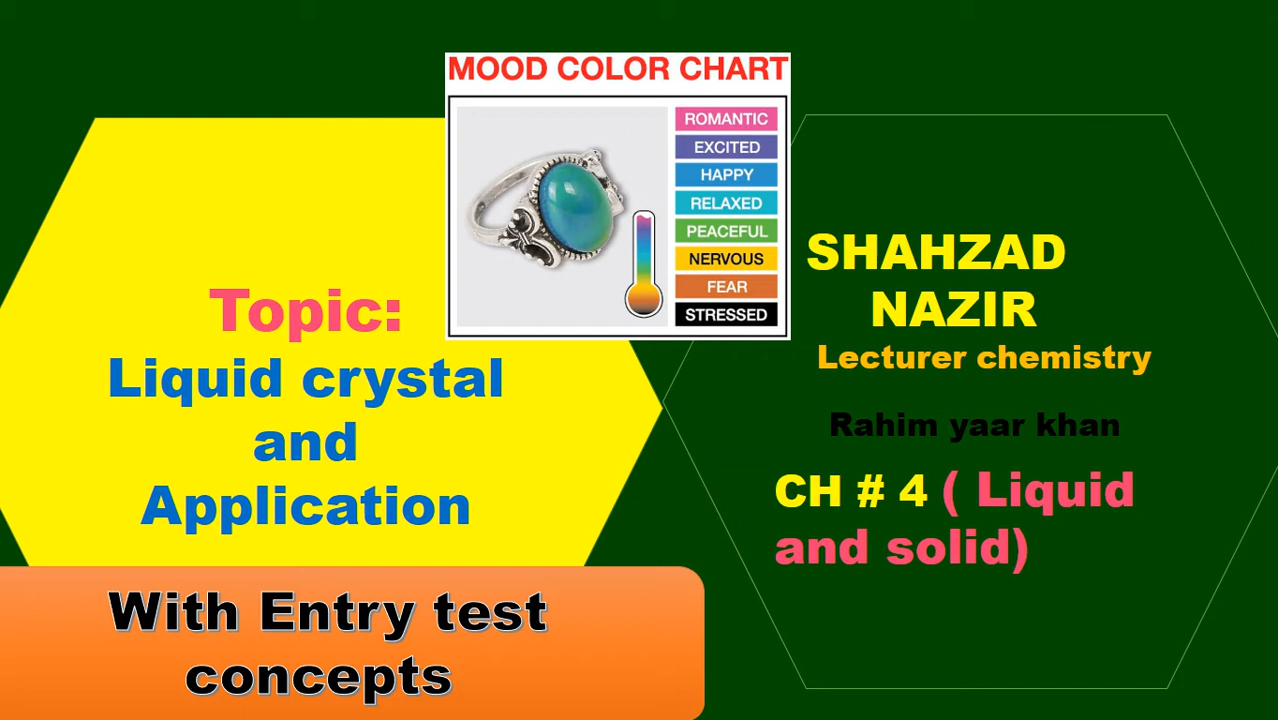 MOOD COLOR CHART
ROMANTIC
EXCITED
HAPPY
RELAXED
PEACEFUL
NERVOUS
FEAR
STRESSED
Topic:
Liquid crystal
and
Application
With Entry test
concepts
SHAHZAD
NAZIR
Lecturer chemistry
Rahim yaar khan
CH # 4 ( Liquid
and solid)